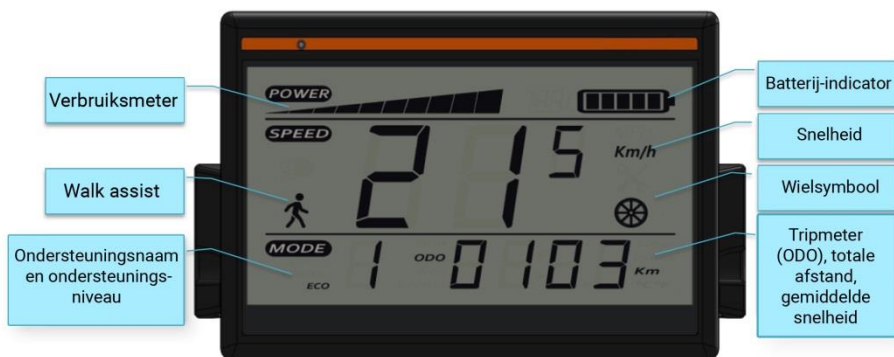 Verbruiksmeter
Walk assist
Ondersteuningsnaam
en ondersteunings-
niveau
POWER
SPEED
21 5 Km/h
MODE
ECO 1 ODO 0103 Km
Batterij-indicator
Snelheid
Wielsymbool
Tripmeter
(ODO), totale
afstand,
gemiddelde
snelheid